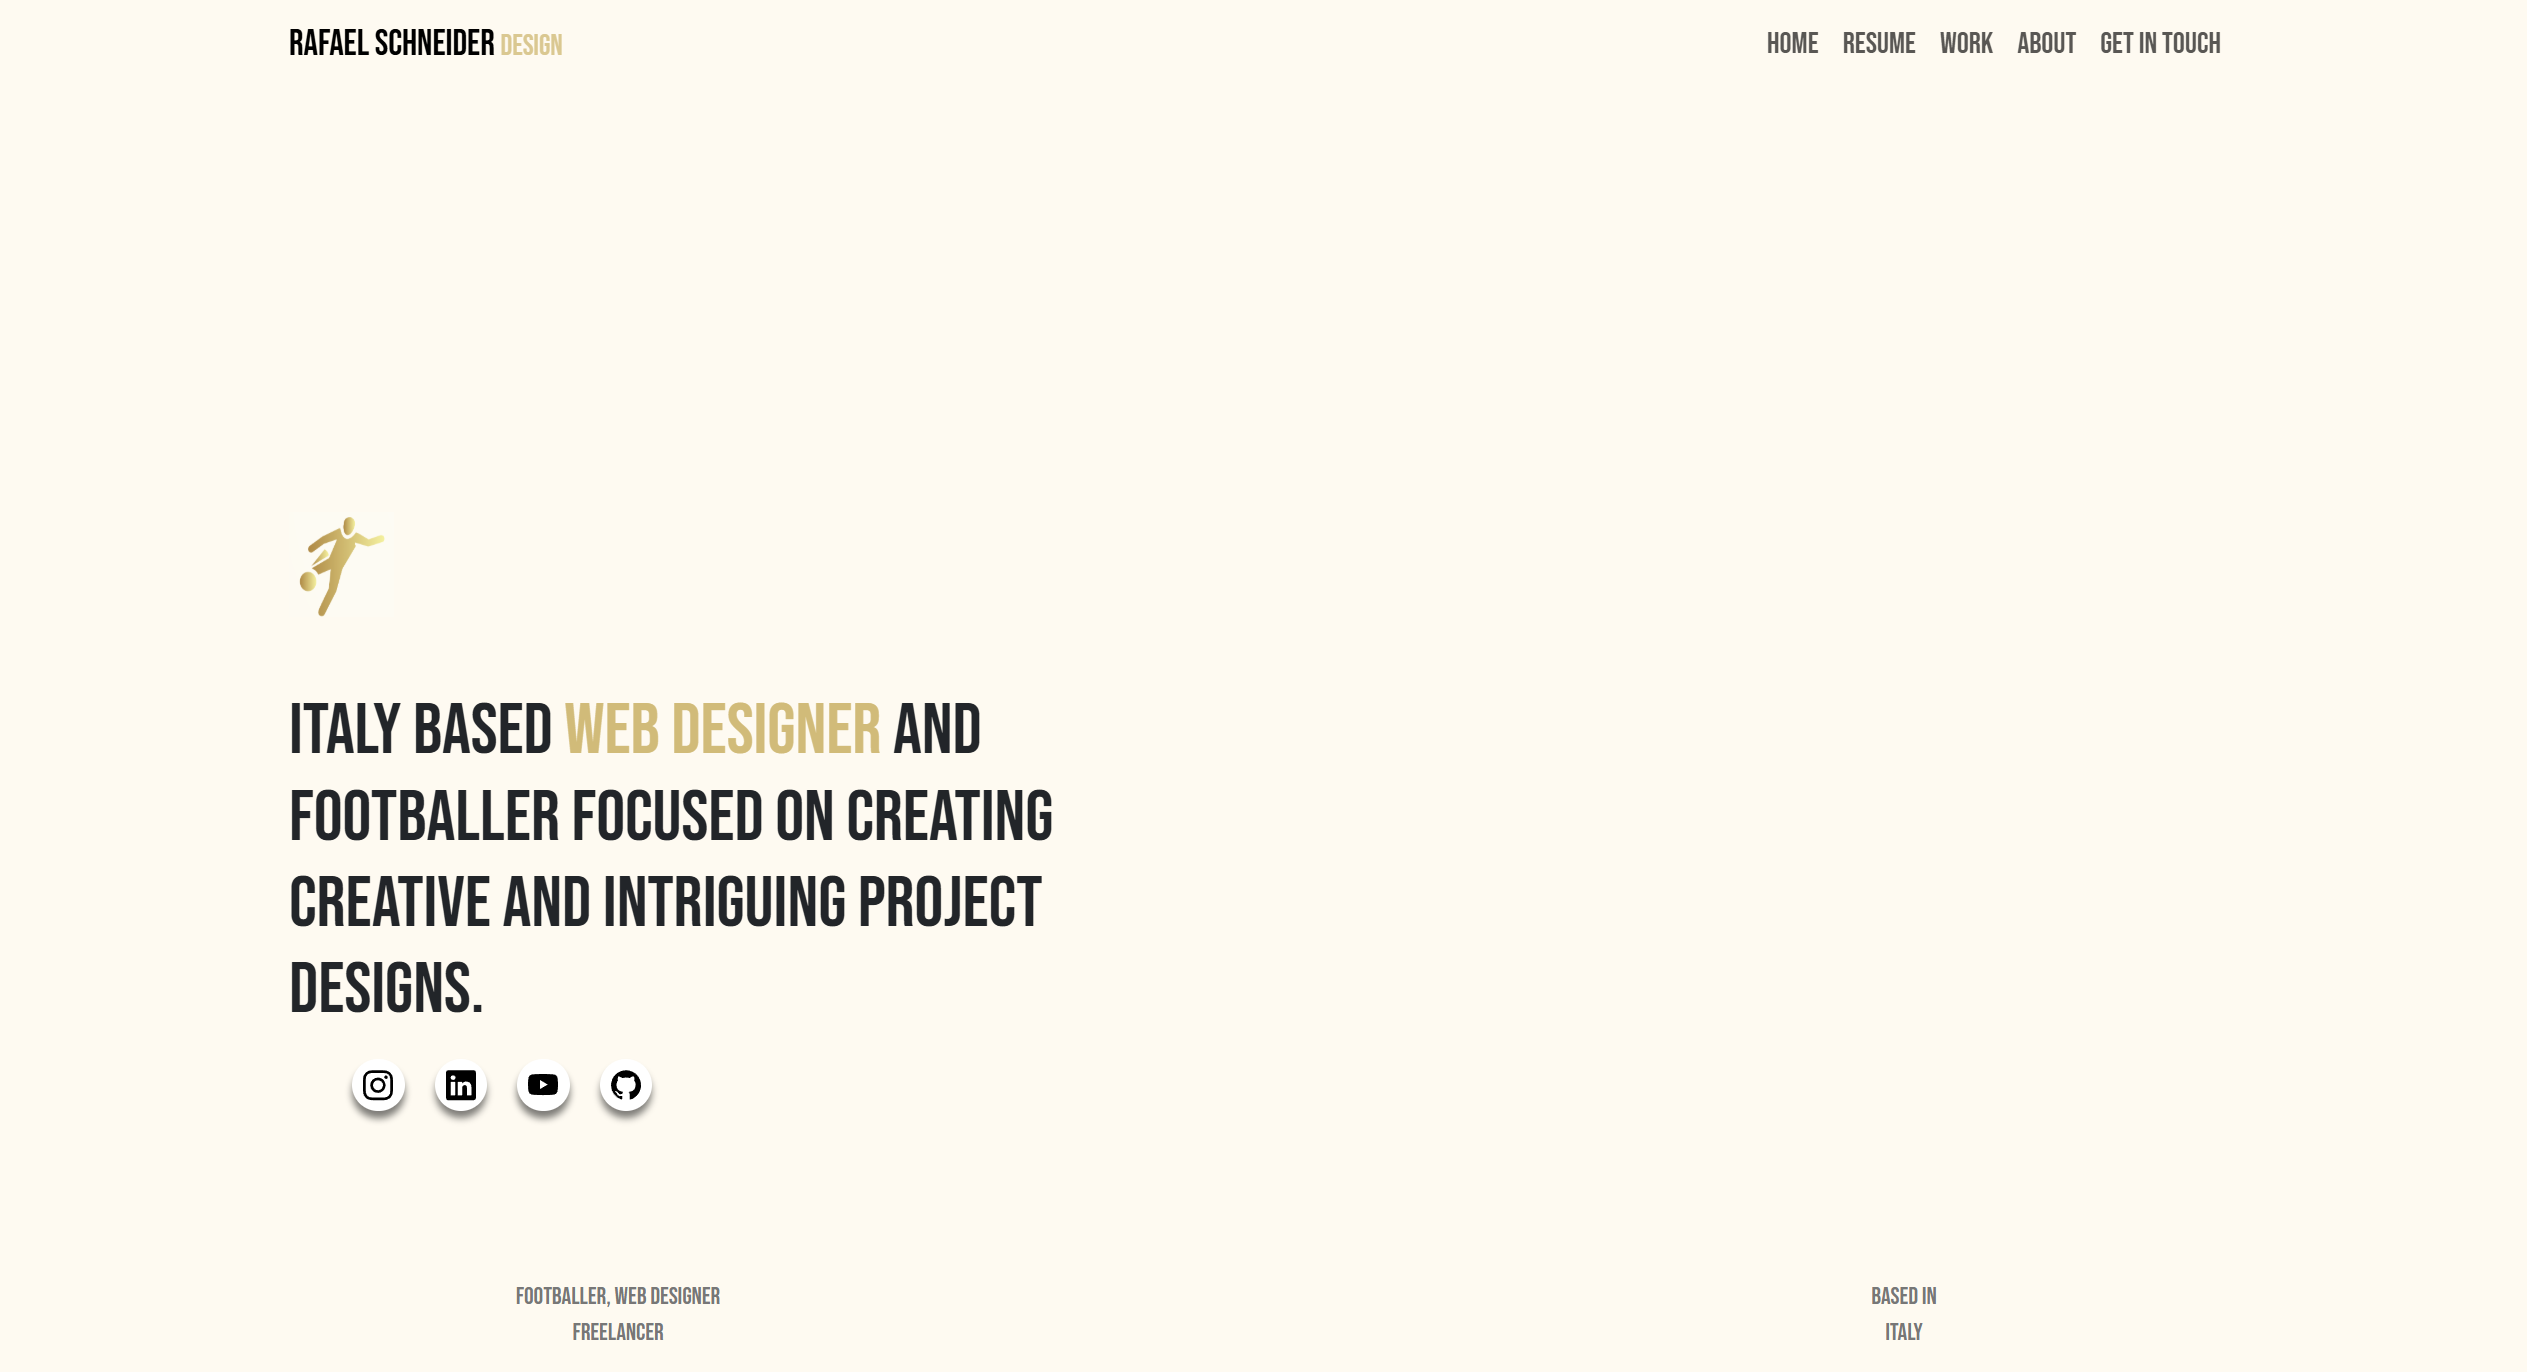 RAFAEL SCHNEIDER DESIGN
HOME RESUME WORK ABOUT GET IN TOUCH
ITALY BASED WEB DESIGNER AND
FOOTBALLER FOCUSED ON CREATING
CREATIVE AND INTRIGUING PROJECT
DESIGNS.
in
FOOTBALLER, WEB DESIGNER
FREELANCER
BASED IN
ITALY